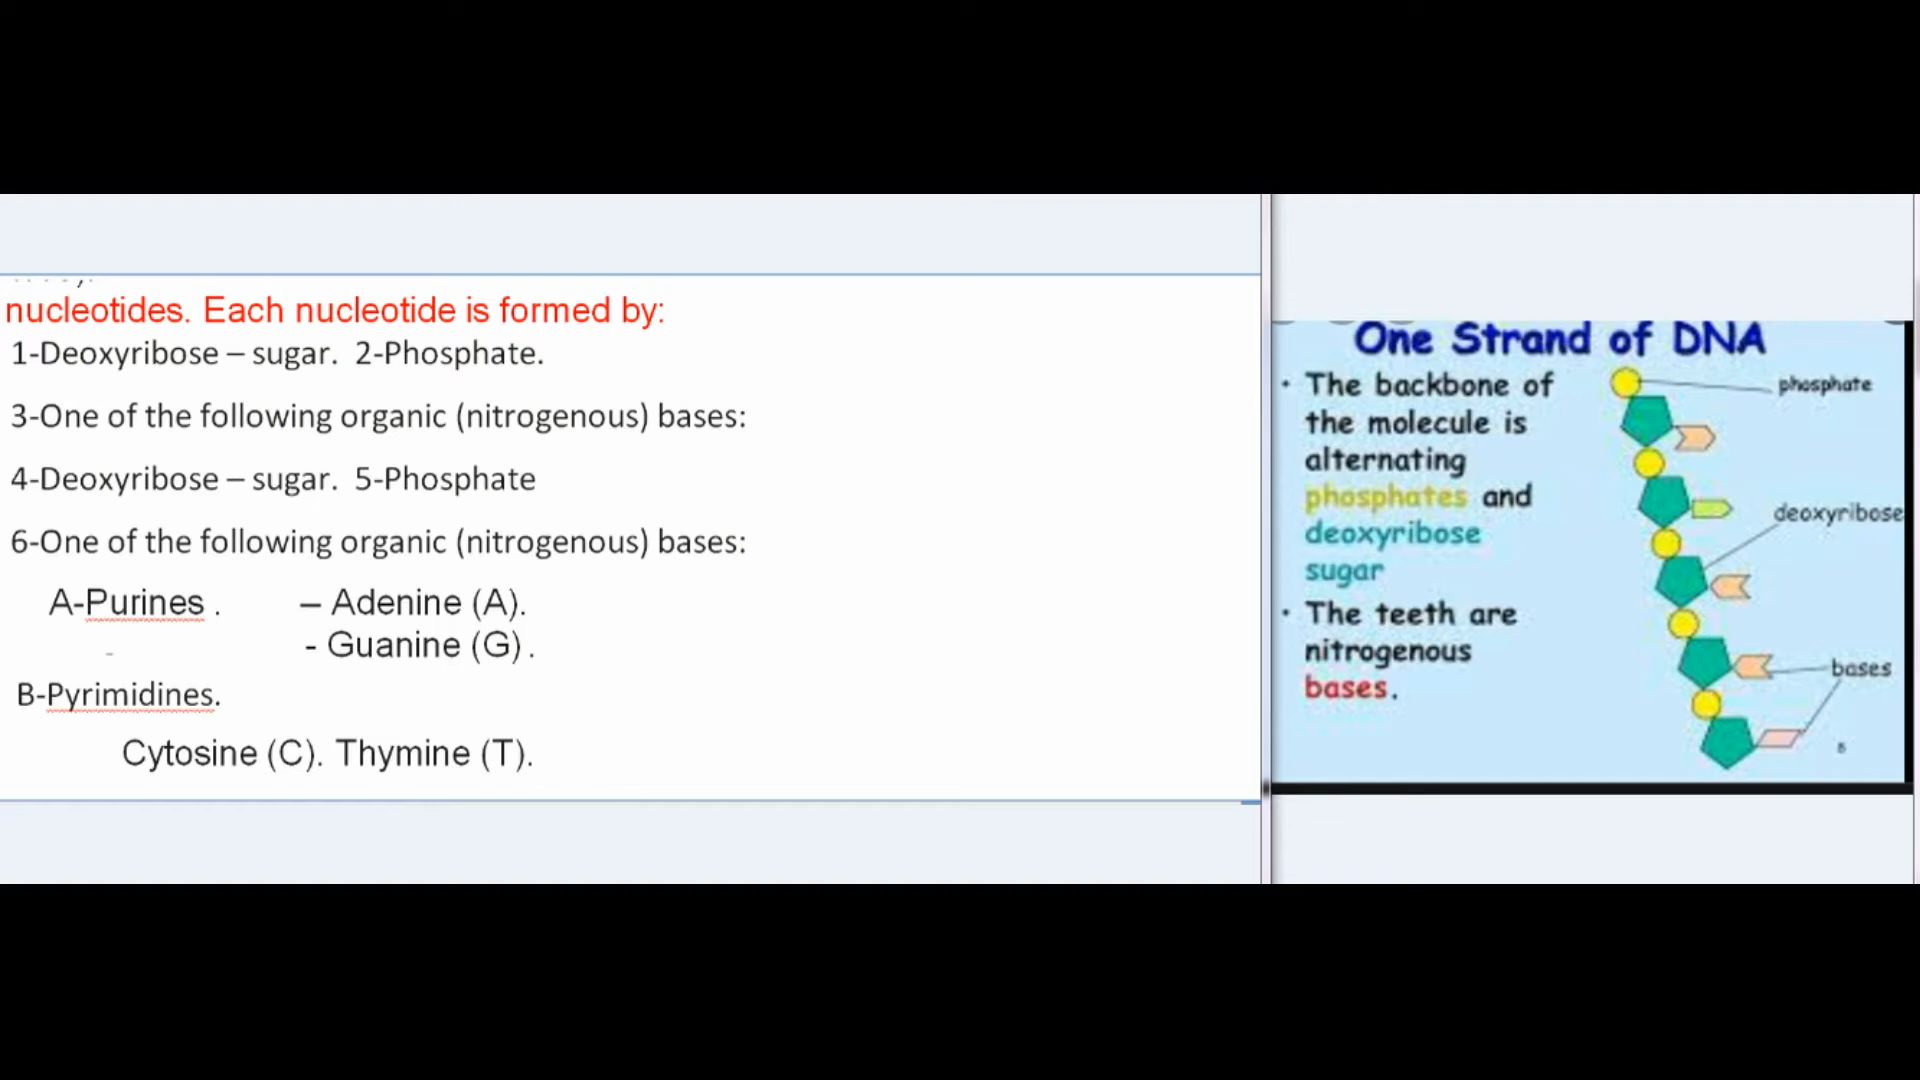 nucleotides. Each nucleotide is formed by:
1-Deoxyribose – sugar. 2-Phosphate.
3-One of the following organic (nitrogenous) bases:
4-Deoxyribose – sugar. 5-Phosphate
6-One of the following organic (nitrogenous) bases:
A-Purines . – Adenine (A).
- Guanine (G) .
B-Pyrimidines.
Cytosine (C). Thymine (T).
One Strand of DNA
• The backbone of
the molecule is
alternating
phosphates and
deoxyribose
sugar
• The teeth are
nitrogenous
bases.
phosphate
deoxyribose
bases